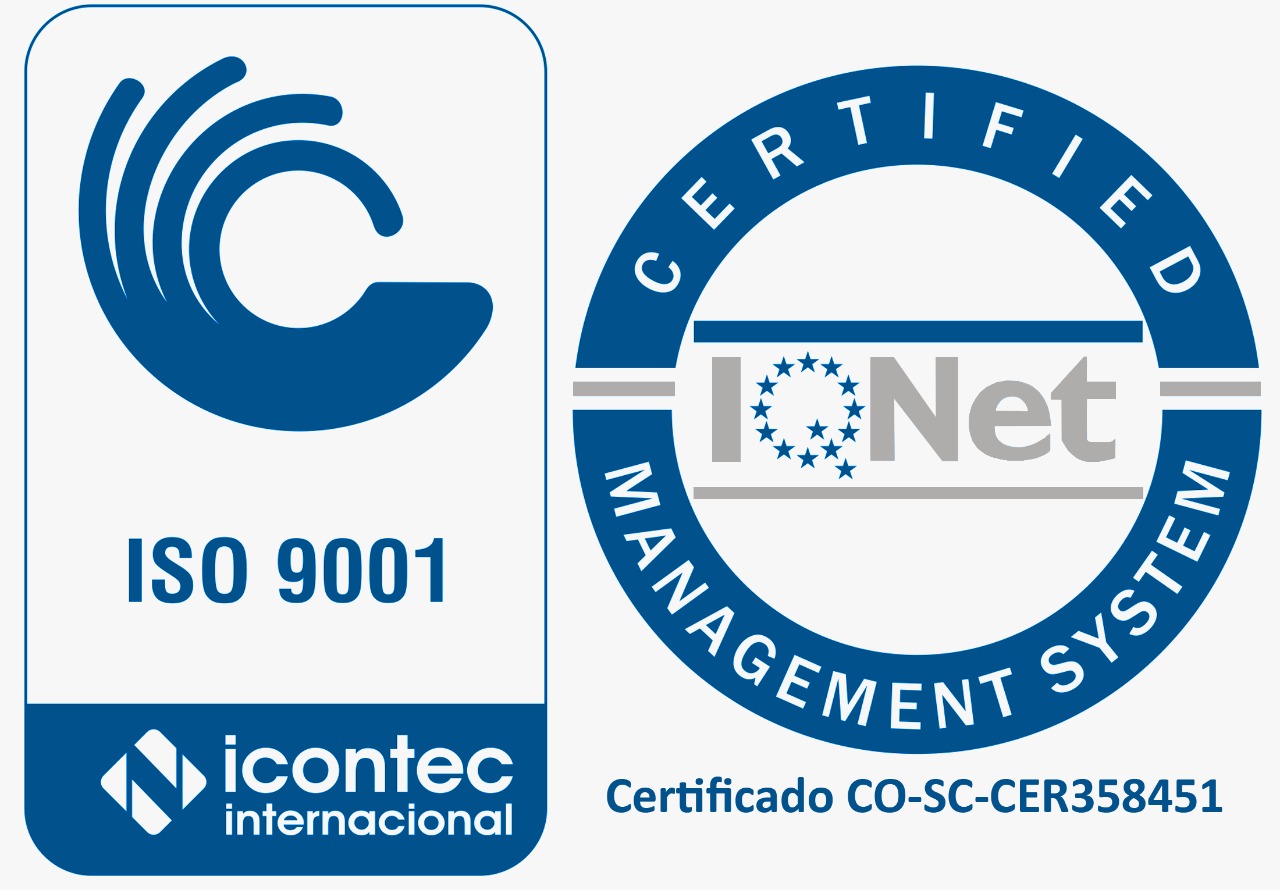 ISO 9001
icontec
internacional
CERTIFIED
IQNet
MANAGEMENT SYSTEM
Certificado CO-SC-CER358451